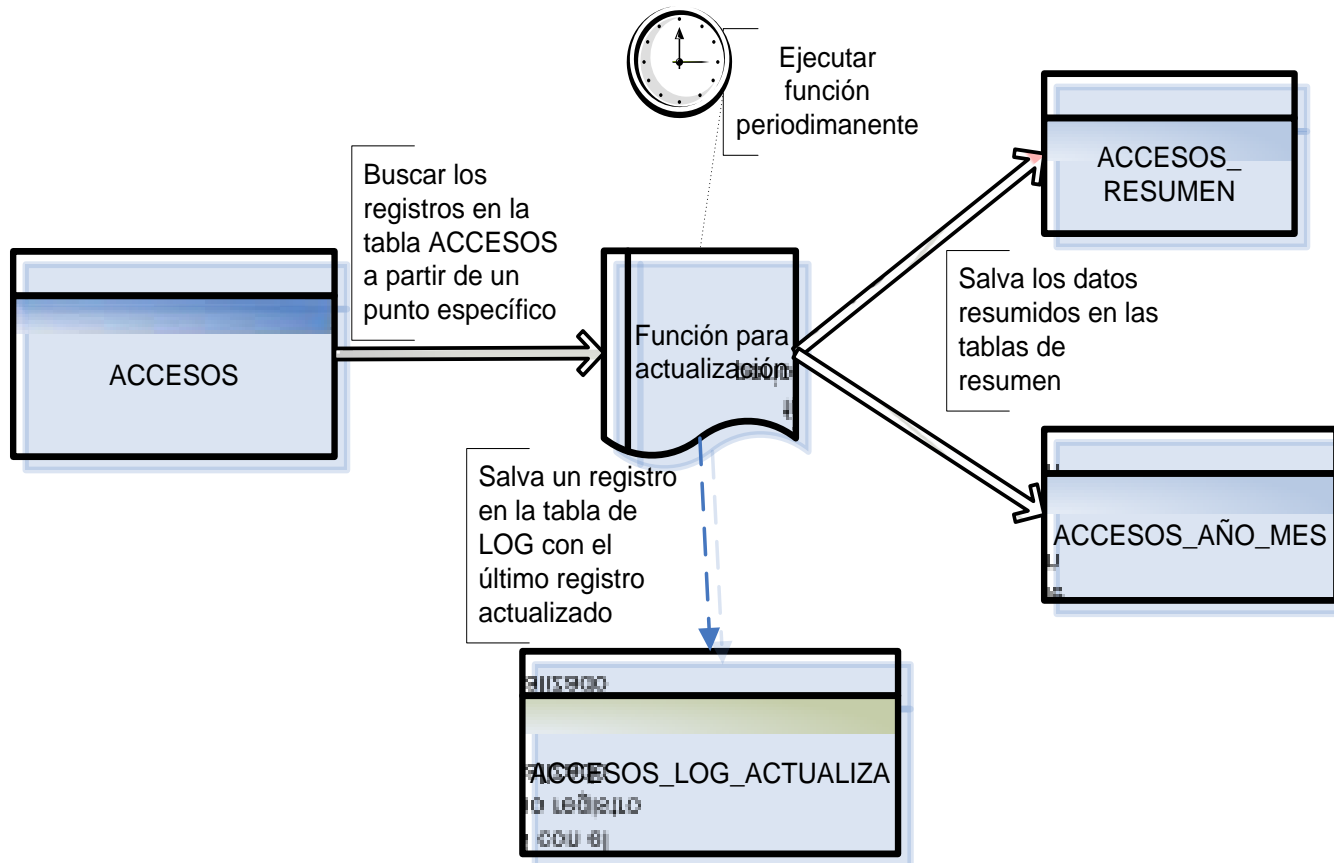 Ejecutar
función
periodimanente
ACCESOS_
RESUMEN
Buscar los
registros en la
tabla ACCESOS
a partir de un
punto específico
ACCESOS
Función para
actualización
Salva los datos
resumidos en las
tablas de
resumen
ACCESOS_AÑO_MES
Salva un registro
en la tabla de
LOG con el
último registro
actualizado
ACCESOS_LOG_ACTUALIZA